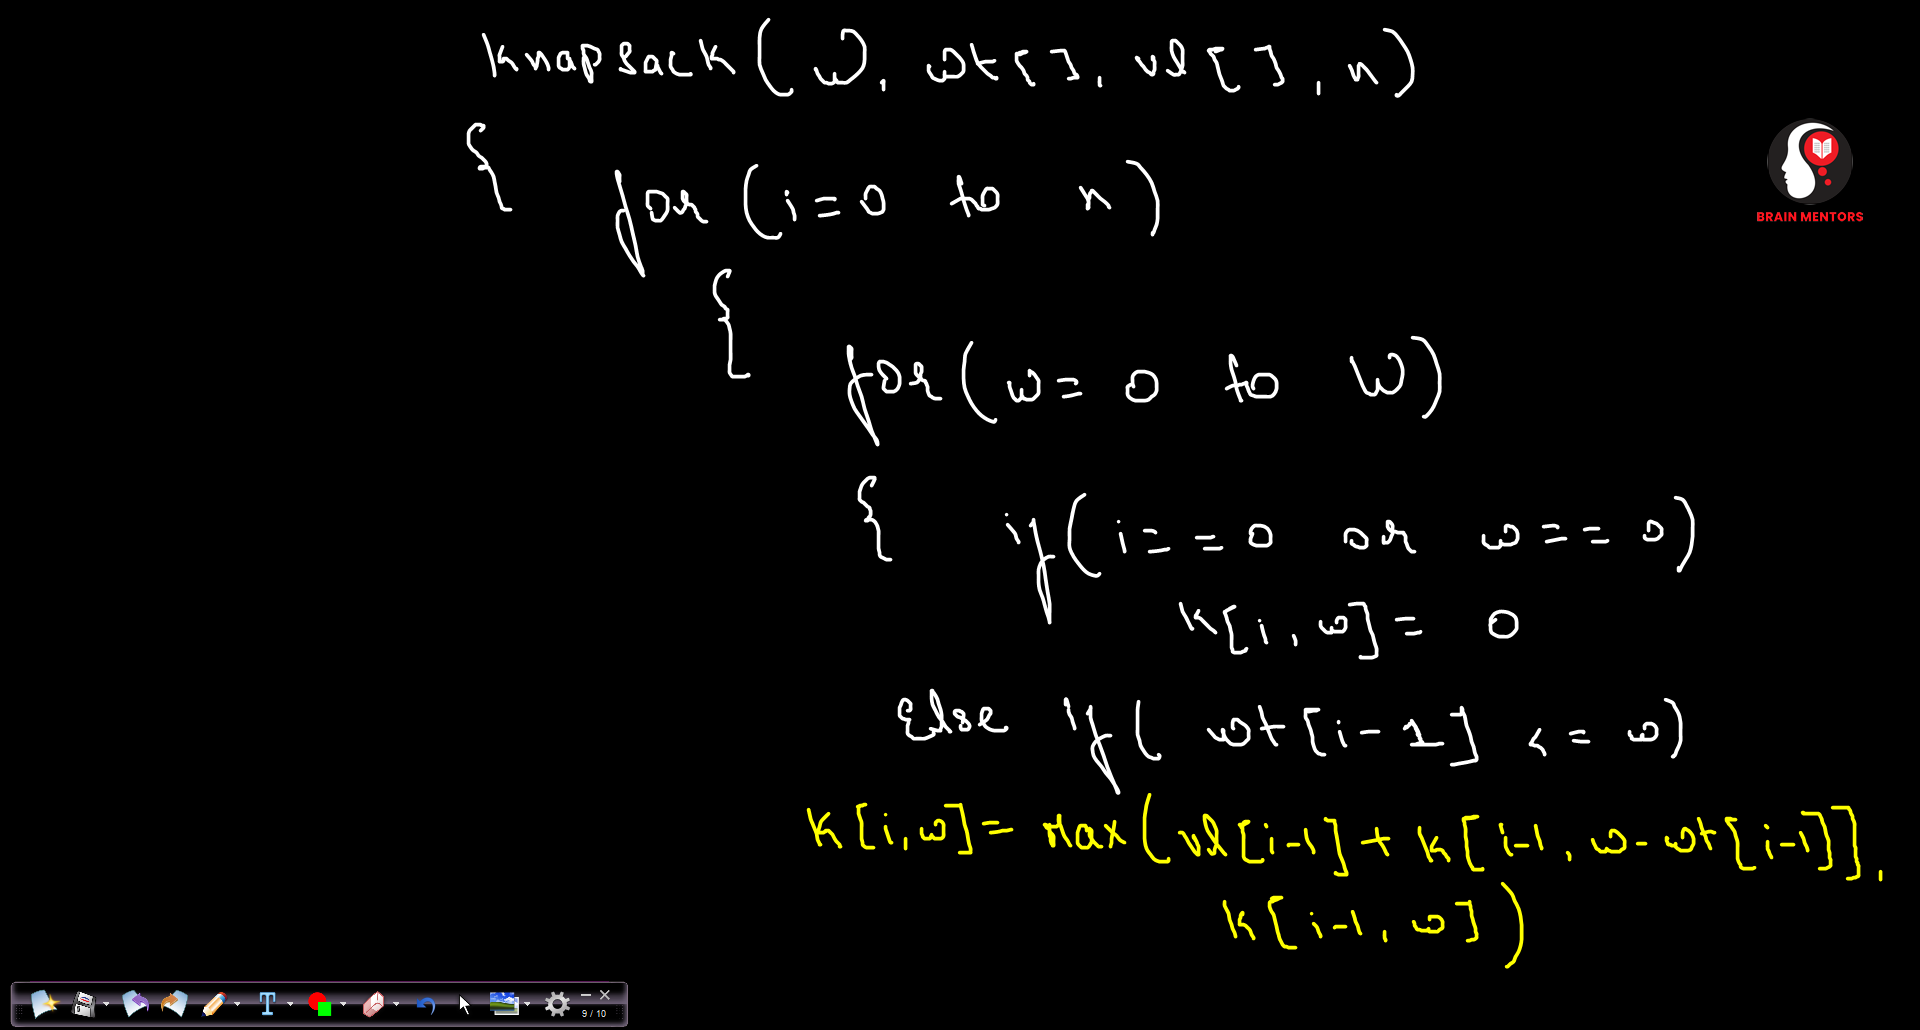 Knapsack(W, wt[], vl[], n)
{
for (i=0 to n)
{
BRAIN MENTORS
for(w= 0 to W)
{
if(i==0 or w==0)
K[i, w]= 0
Else if( wt[i-1] <= w)
K[i,w]= Max(vl[i-1]+ K[i-1, w-wt[i-1]],
K[i-1, w])
T
9 / 10